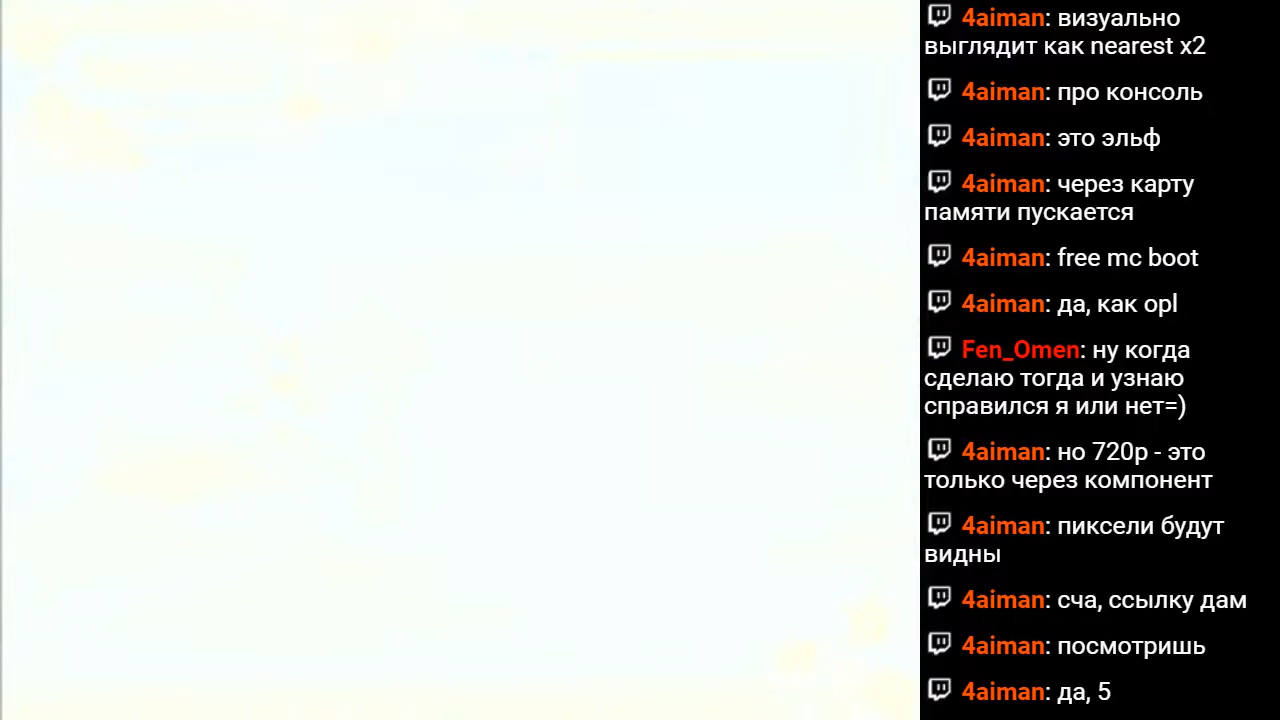 4aiman: визуально
выглядит как nearest x2
4aiman: про консоль
4aiman: это эльф
4aiman: через карту
памяти пускается
4aiman: free mc boot
4aiman: да, как opl
Fen_Omen: ну когда
сделаю тогда и узнаю
справился я или нет=)
4aiman: но 720p - это
только через компонент
4aiman: пиксели будут
видны
4aiman: сча, ссылку дам
4aiman: посмотришь
4aiman: да, 5